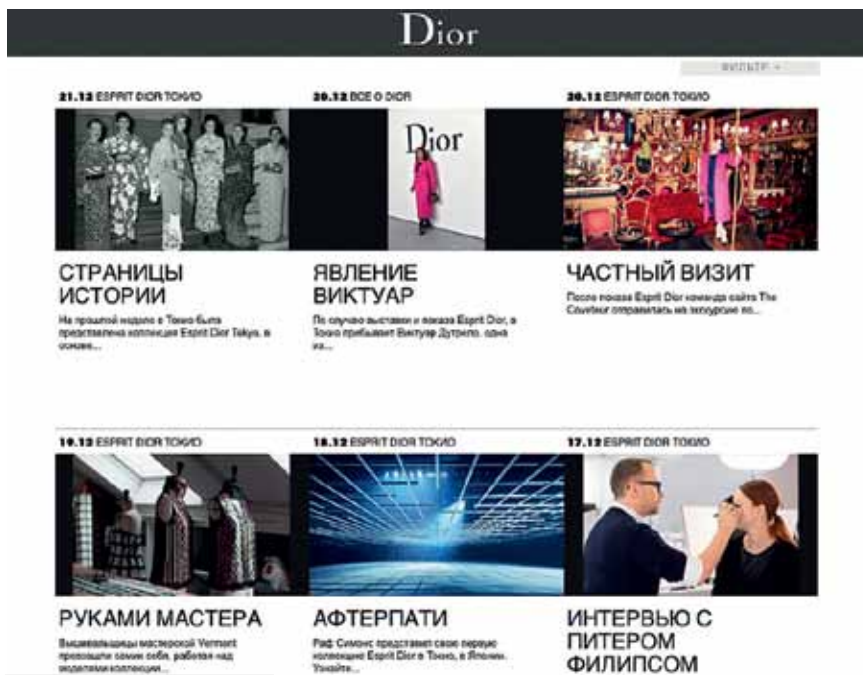 Dior
ФИЛЬТР
21.12 ESPRIT DIOR ТОКИО
20.12 ВСЕ О DIOR
20.12 ESPRIT DIOR ТОКИО
Dior
СТРАНИЦЫ
ИСТОРИИ
На прошлой неделе в Токио была
представлена коллекция Esprit Dior Tokyo, в
основе...
ЯВЛЕНИЕ
ВИКТУАР
По случаю выставки и показа Esprit Dior, в
Токио прибывает Виктуар Дутрило, одна
из...
ЧАСТНЫЙ ВИЗИТ
После показа Esprit Dior команда сайта The
отправилась на экскурсию по...
19.12 ESPRIT DIOR ТОКИО
18.12 ESPRIT DIOR ТОКИО
17.12 ESPRIT DIOR ТОКИО
РУКАМИ МАСТЕРА
Вышивальщицы мастерской Vermont
превзошли самих себя, работая над
моделями коллекции...
АФТЕРПАТИ
Раф Симонс представил свою первую
коллекцию Esprit Dior в Токио, в Японии.
Узнайте...
ИНТЕРВЬЮ С
ПИТЕРОМ
ФИЛИПСОМ